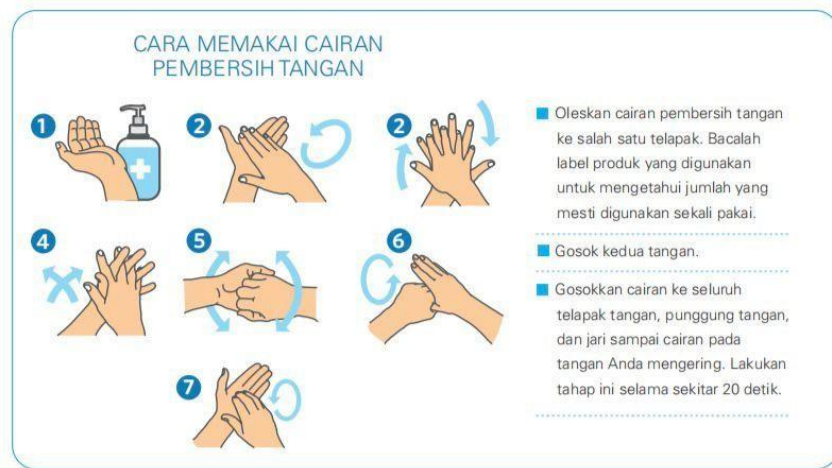 CARA MEMAKAI CAIRAN
PEMBERSIH TANGAN
1
2
2
4
5
6
7
Oleskan cairan pembersih tangan
ke salah satu telapak. Bacalah
label produk yang digunakan
untuk mengetahui jumlah yang
mesti digunakan sekali pakai.
Gosok kedua tangan.
Gosokkan cairan ke seluruh
telapak tangan, punggung tangan,
dan jari sampai cairan pada
tangan Anda mengering. Lakukan
tahap ini selama sekitar 20 detik.